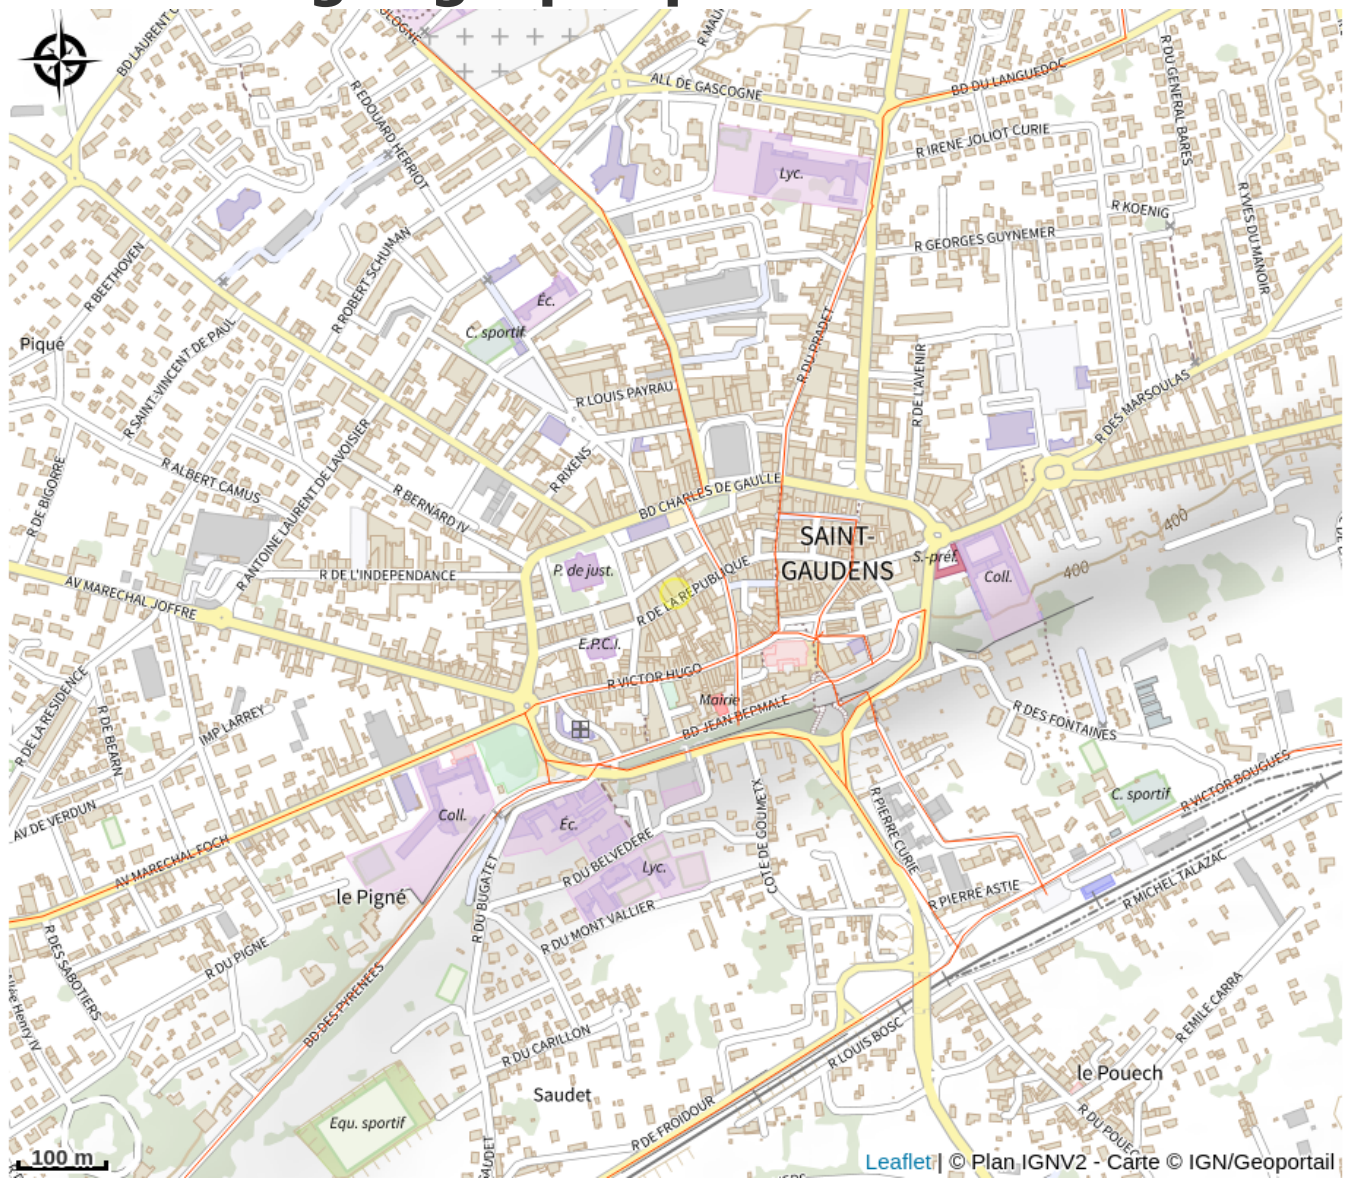 BD LAURENT C
OLOGNE
R MAU
ALL DE GASCOGNE
BD DU LANGUEDOC
R DU GENERAL BARES
R EDOUARD HERRIOT
R IRENE JOLIOT CURIE
Lyc.
R KOENIG
R YVES DU MANOIR
R GEORGES GUYNEMER
R BEETHOVEN
R ROBERT SCHUMAN
Éc.
C. sportif
Piqué
R SAINT-VINCENT DE PAUL
R DU PRADET
R DE L'AVENIR
R LOUIS PAYRAU
R DES MARSOULAS
R DE BIGORRE
R ALBERT CAMUS
R ANTOINE LAURENT DE LAVOISIER
R RIXENS
R BERNARD IV
BD CHARLES DE GAULLE
400
SAINT-
GAUDENS
S.-préf.
Coll.
400
P. de just.
R DE L'INDEPENDANCE
R DE LA REPUBLIQUE
AV MARECHAL JOFFRE
E.P.C.I.
R VICTOR HUGO
Mairie
BD JEAN BEPMALE
R DE LA RESIDENCE
R DE BEARN
IMP LARREY
R DES FONTAINES
R VICTOR BOUGUES
C. sportif
AV DE VERDUN
Coll.
Éc.
R DU BELVEDERE
COTE DE GOUMETX
R PIERRE CURIE
AV MARECHAL FOCH
Lyc.
R MICHEL TALAZAC
le Pigné
R DU BUGATET
R PIERRE ASTIE
R DU MONT VALLIER
R DES SABOTIERS
R DU PIGNE
Allée Henry IV
BD DES PYRENEES
R DU CARILLON
R LOUIS BOSC
R EMILE CARRA
le Pouech
Saudet
R DE FROIDOUR
R DU POUEC
Equ. sportif
SAUDET
100 m
Leaflet | © Plan IGNV2 - Carte © IGN/Geoportail